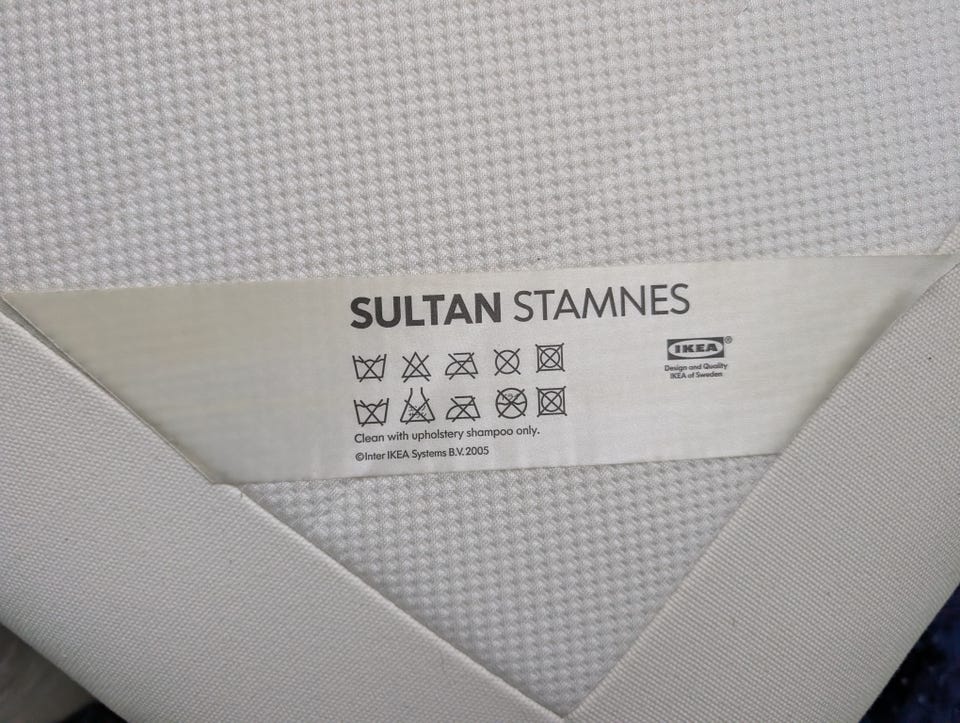 SULTAN STAMNES
IKEA®
Design and Quality
IKEA of Sweden
Clean with upholstery shampoo only.
©Inter IKEA Systems B.V. 2005